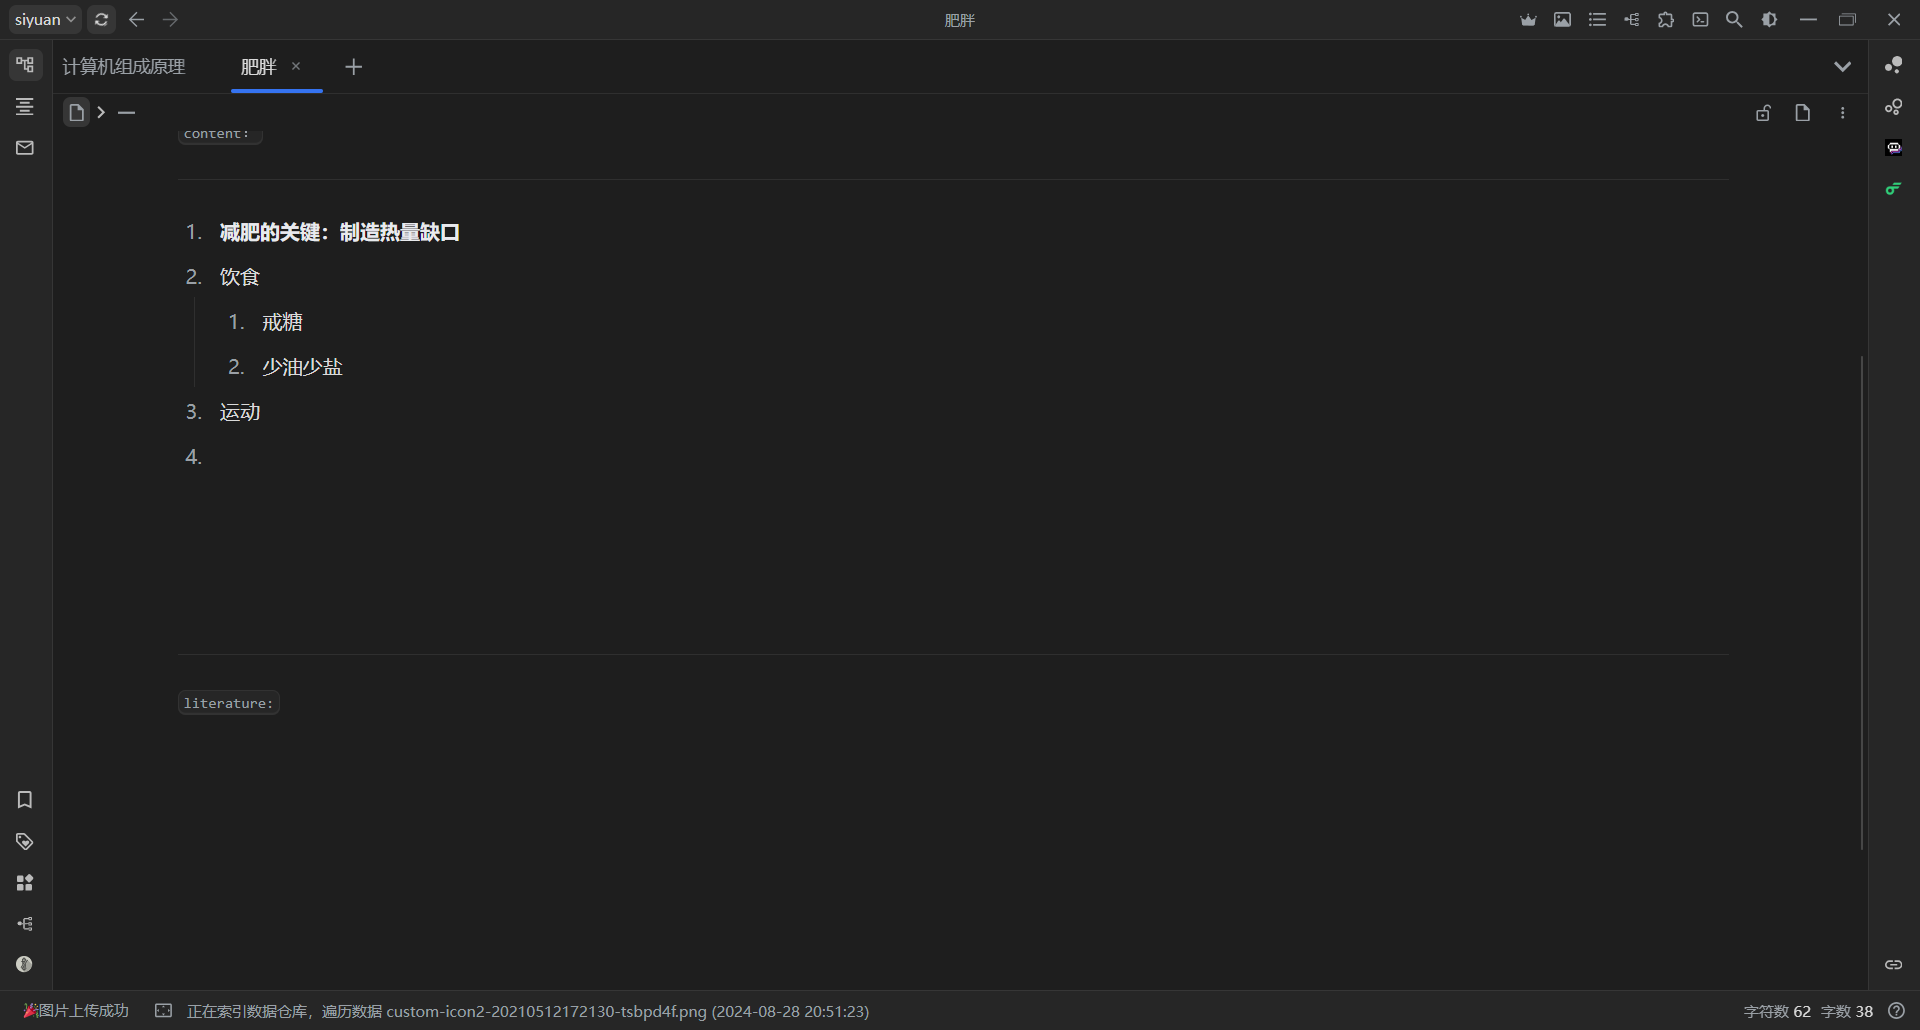 siyuan
肥胖
计算机组成原理
肥胖
content:
1. 减肥的关键：制造热量缺口
2. 饮食
1. 戒糖
2. 少油少盐
3. 运动
4.
literature:
图片上传成功
正在索引数据仓库，遍历数据 custom-icon2-20210512172130-tsbpd4f.png (2024-08-28 20:51:23)
字符数 62 字数 38